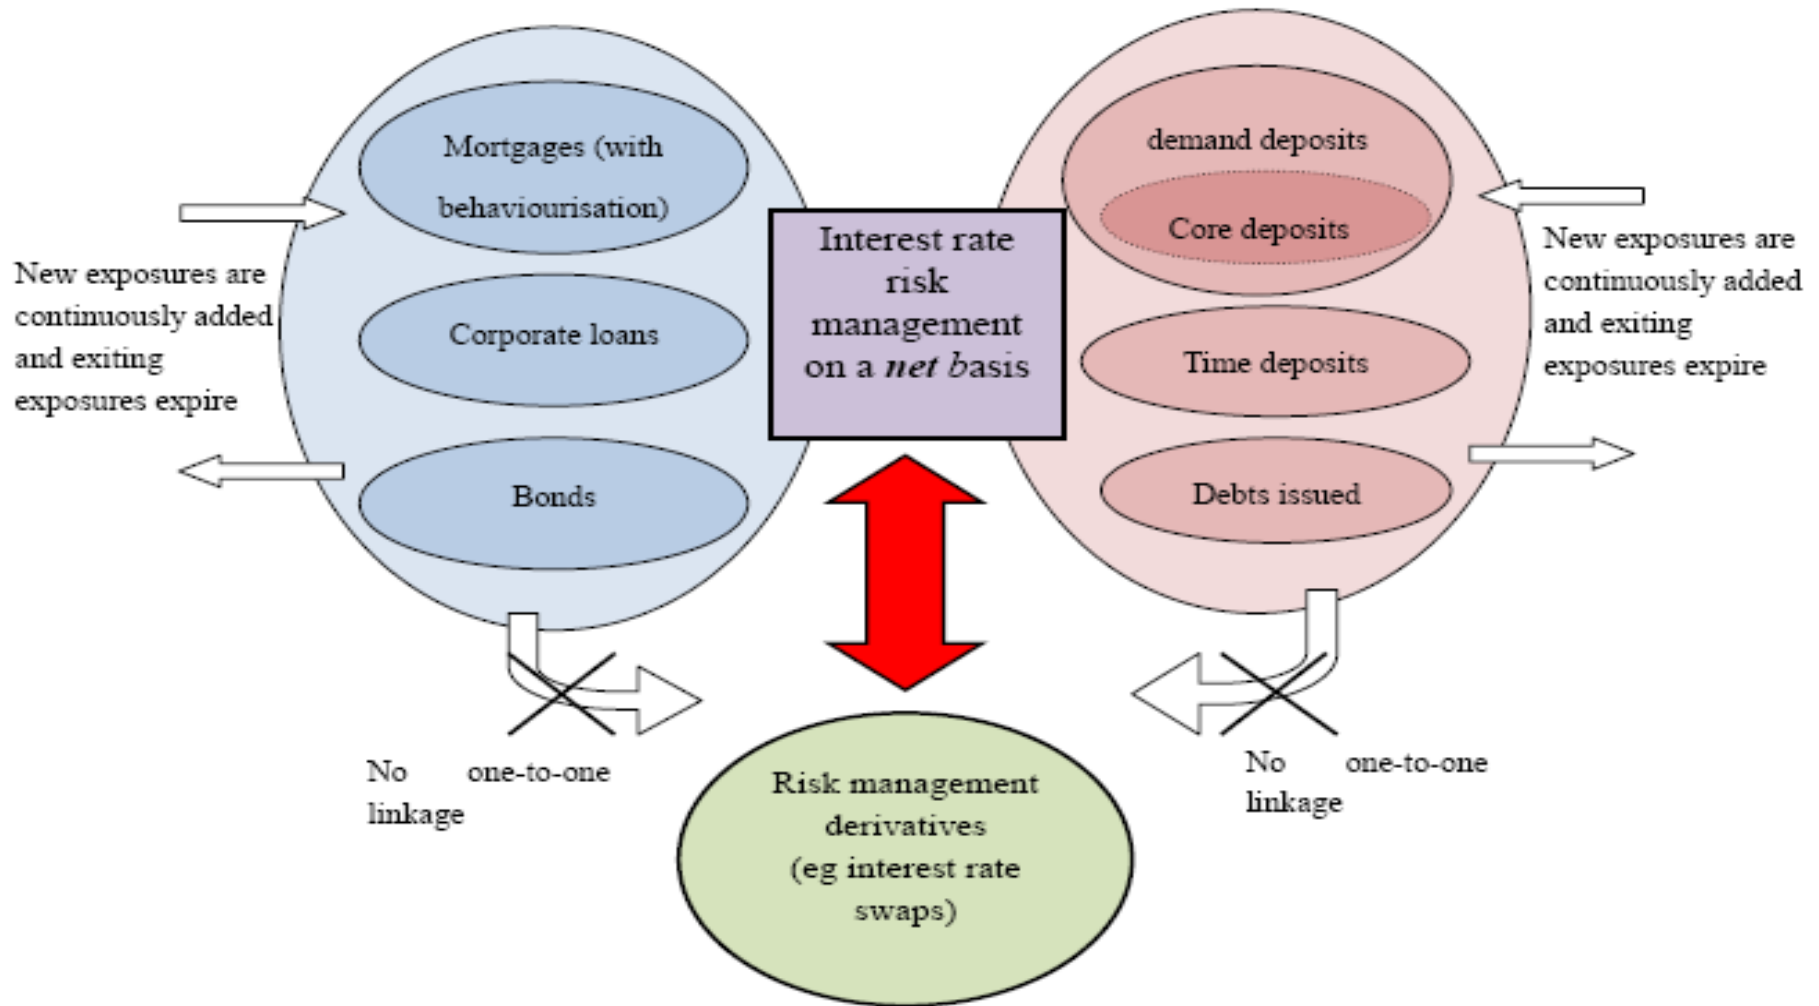 Mortgages (with
behaviourisation)
Corporate loans
Bonds
New exposures are
continuously added
and exiting
exposures expire
Interest rate
risk
management
on a net basis
demand deposits
Core deposits
Time deposits
Debts issued
New exposures are
continuously added
and exiting
exposures expire
No one-to-one
linkage
No one-to-one
linkage
Risk management
derivatives
(eg interest rate
swaps)